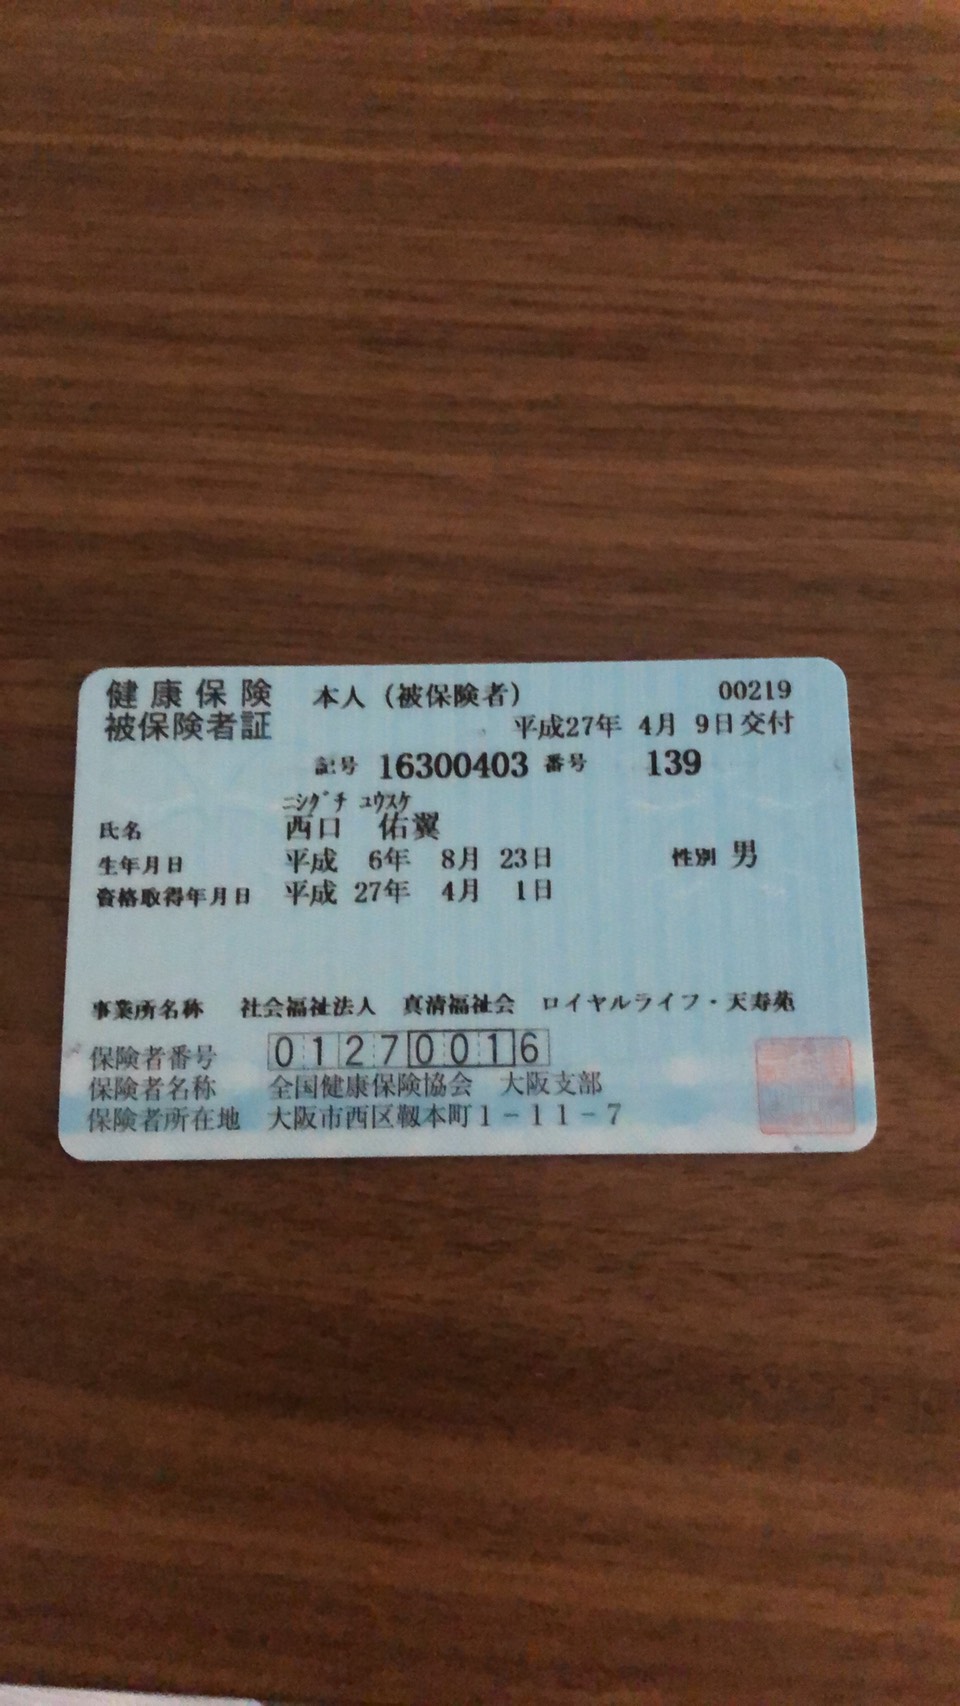 健康保険 本人（被保険者） 00219
被保険者証 平成27年 4月 9日交付
記号 16300403 番号 139
ﾆｼｸﾞﾁ ﾕｳｽｹ
氏名 西口 佑翼
生年月日 平成 6年 8月 23日 性別 男
資格取得年月日 平成 27年 4月 1日
事業所名称 社会福祉法人 真清福祉会 ロイヤルライフ・天寿苑
保険者番号 01270016
保険者名称 全国健康保険協会 大阪支部
保険者所在地 大阪市西区靱本町1－11－7